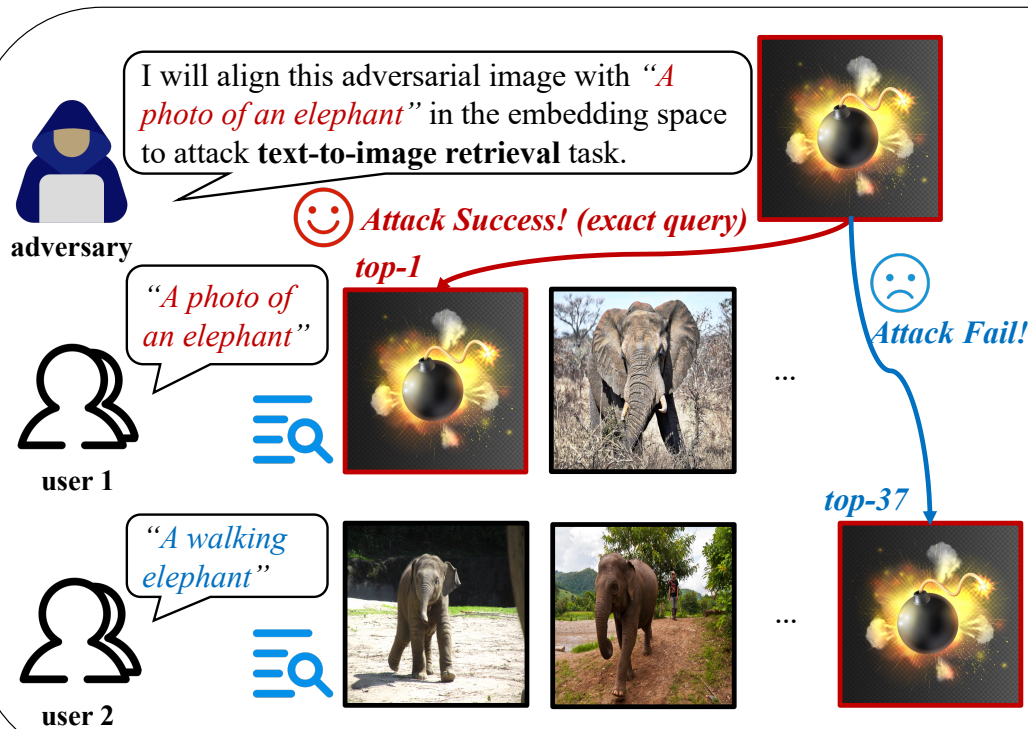 I will align this adversarial image with “A
photo of an elephant” in the embedding space
to attack text-to-image retrieval task.
adversary
Attack Success! (exact query)
top-1
Attack Fail!
“A photo of
an elephant”
...
user 1
top-37
“A walking
elephant”
...
user 2